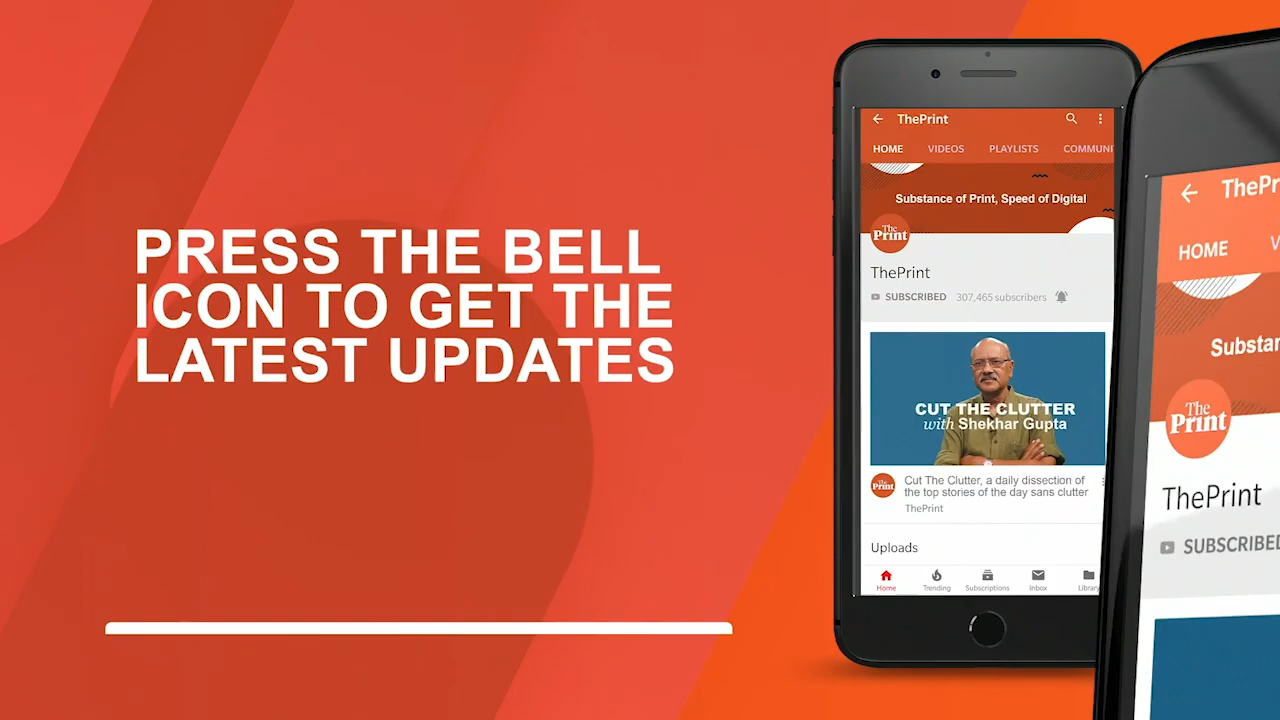 PRESS THE BELL
ICON TO GET THE
LATEST UPDATES
ThePrint
HOME VIDEOS PLAYLISTS COMMUNI
Substance of Print, Speed of Digital
The
Print
ThePrint
SUBSCRIBED 307,465 subscribers
CUT THE CLUTTER
with Shekhar Gupta
The
Print
Cut The Clutter, a daily dissection of
the top stories of the day sans clutter
ThePrint
Uploads
Home Trending Subscriptions Inbox Library
ThePr
HOME V
Substan
The
Print
ThePrint
SUBSCRIBED